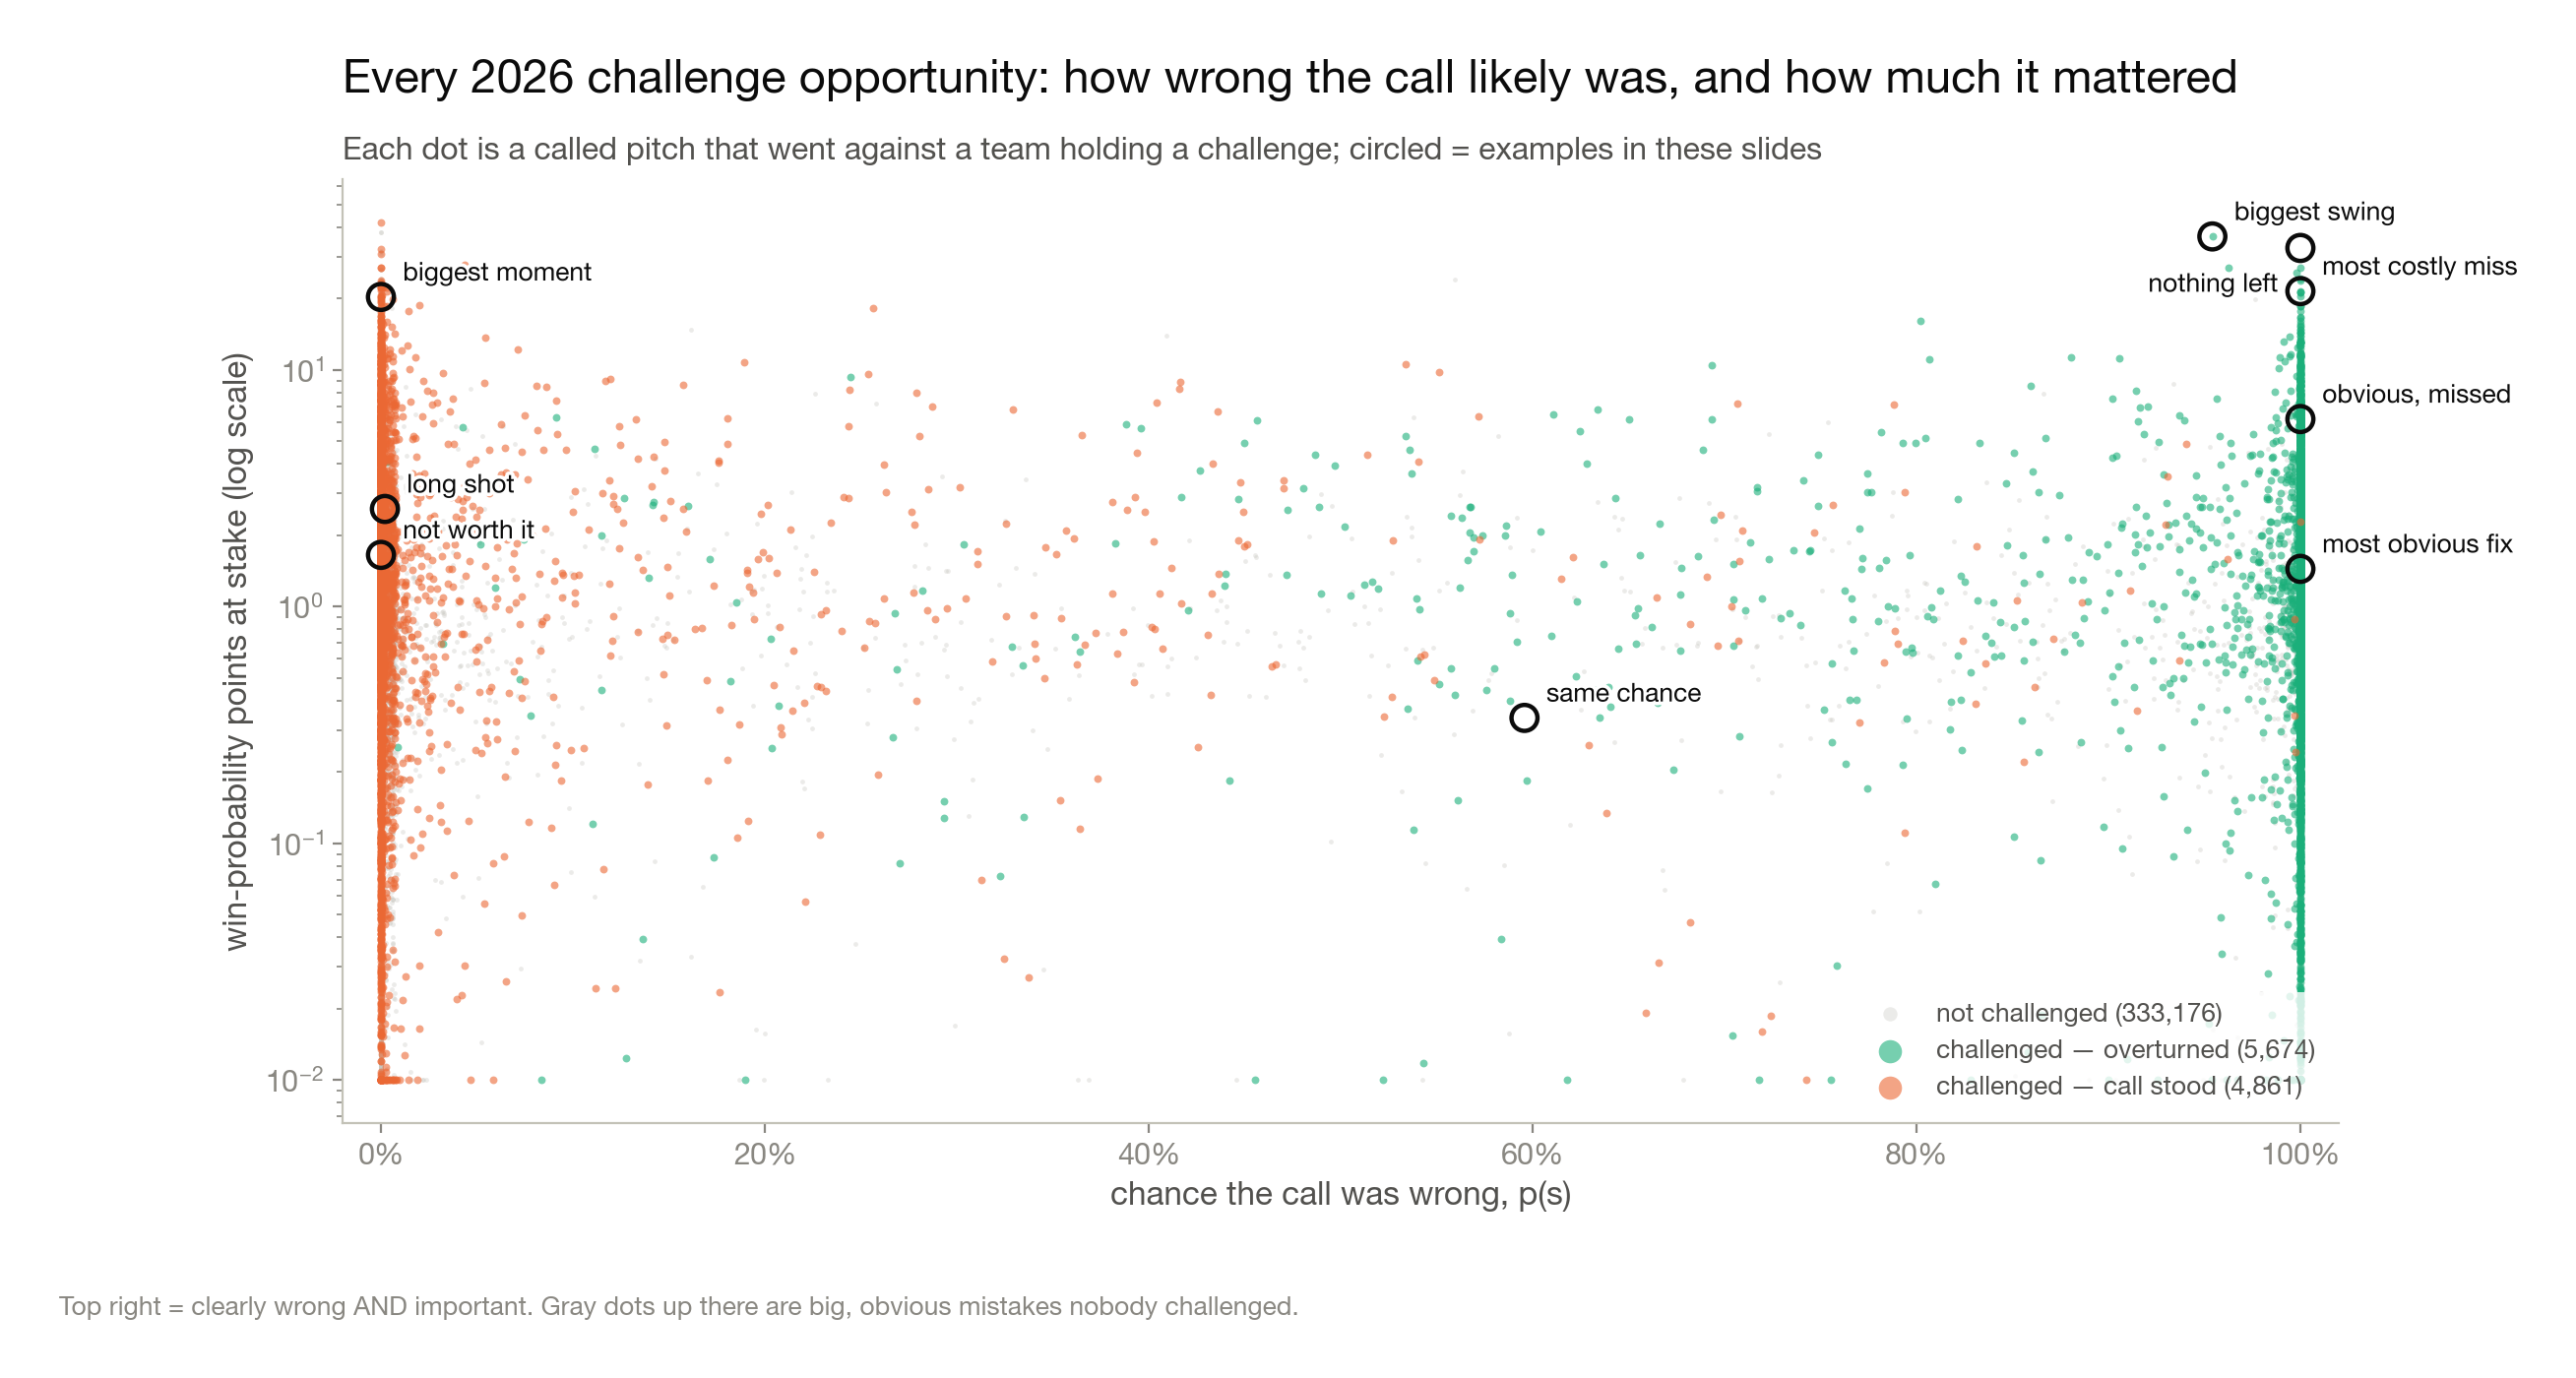 Every 2026 challenge opportunity: how wrong the call likely was, and how much it mattered
Each dot is a called pitch that went against a team holding a challenge; circled = examples in these slides
biggest swing
biggest moment
most costly miss
nothing left
obvious, missed
long shot
not worth it
most obvious fix
same chance
win-probability points at stake (log scale)
10¹
10⁰
10⁻¹
10⁻²
not challenged (333,176)
challenged — overturned (5,674)
challenged — call stood (4,861)
0% 20% 40% 60% 80% 100%
chance the call was wrong, p(s)
Top right = clearly wrong AND important. Gray dots up there are big, obvious mistakes nobody challenged.